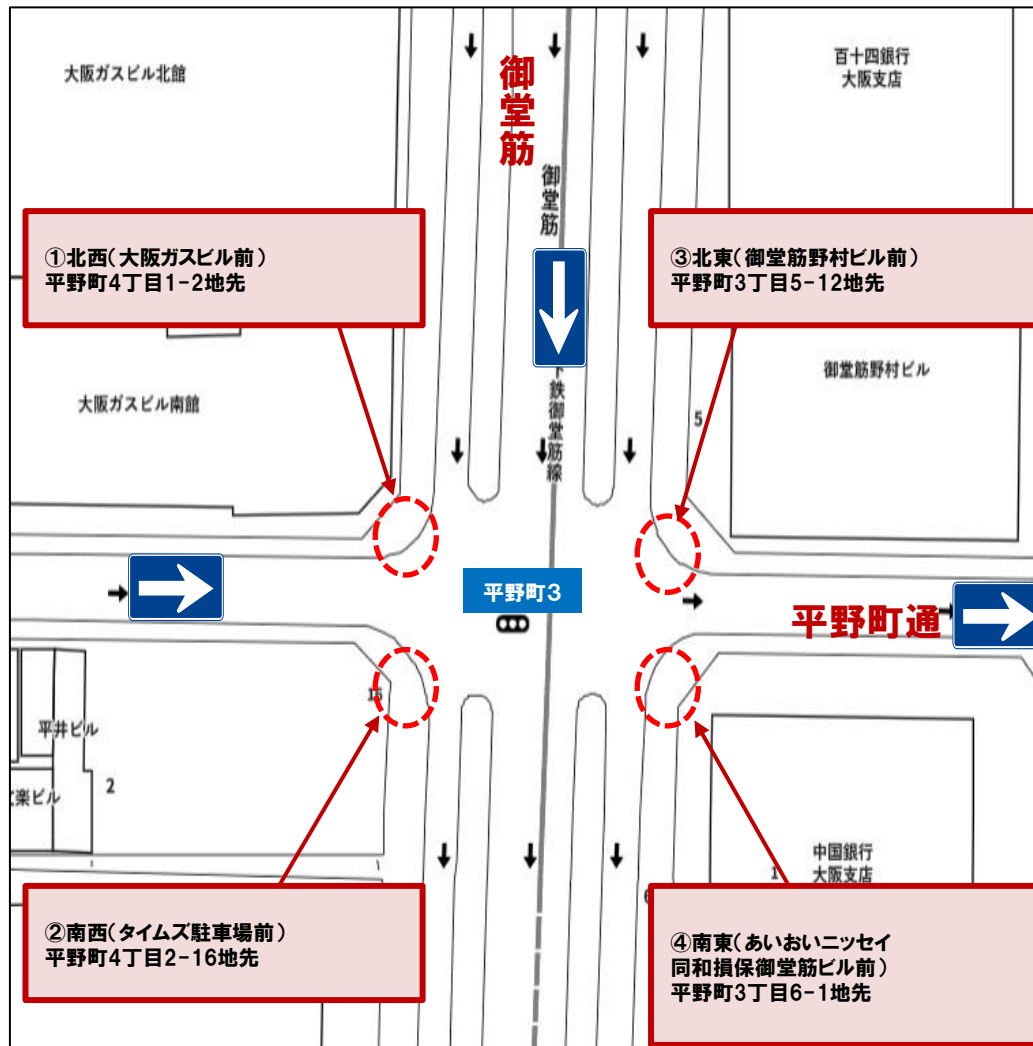 大阪ガスビル北館
御堂筋
百十四銀行
大阪支店
御堂筋
①北西(大阪ガスビル前)
平野町4丁目1-2地先
③北東(御堂筋野村ビル前)
平野町3丁目5-12地先
下鉄御堂筋線
御堂筋野村ビル
大阪ガスビル南館
5
平野町3
平野町通
15
平井ビル
2
楽ビル
中国銀行
1
大阪支店
6
②南西(タイムズ駐車場前)
平野町4丁目2-16地先
④南東(あいおいニッセイ
同和損保御堂筋ビル前)
平野町3丁目6-1地先